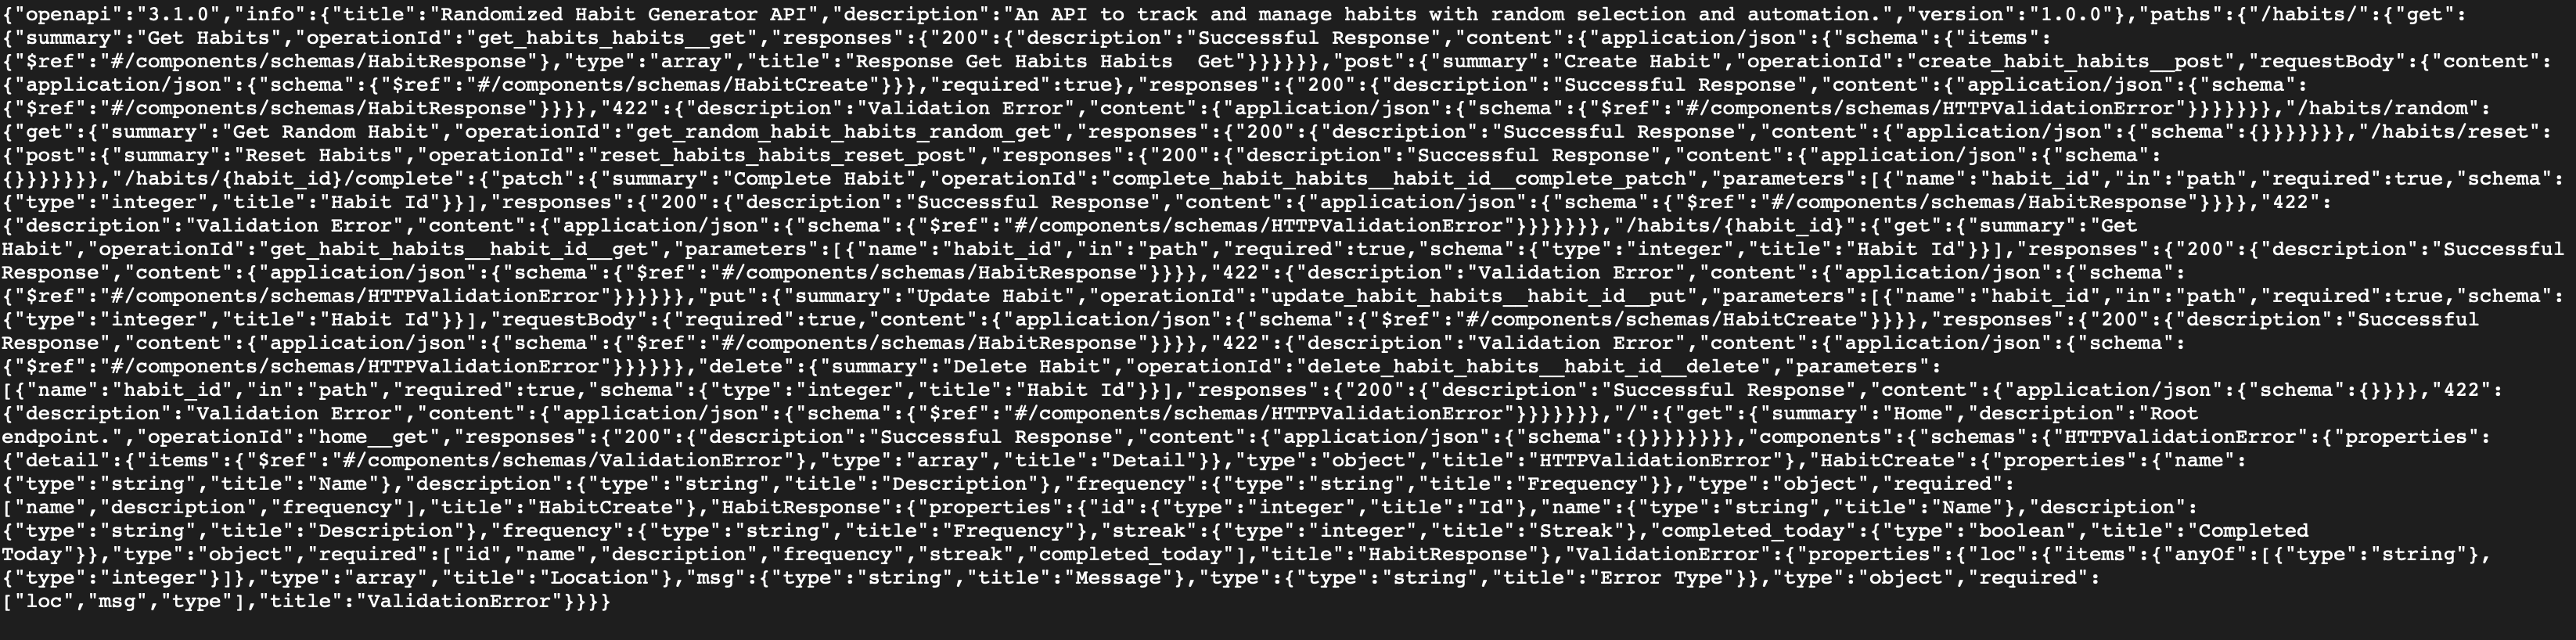 {"openapi":"3.1.0","info":{"title":"Randomized Habit Generator API","description":"An API to track and manage habits with random selection and automation.","version":"1.0.0"},"paths":{"/habits/":{"get":
{"summary":"Get Habits","operationId":"get_habits_habits__get","responses":{"200":{"description":"Successful Response","content":{"application/json":{"schema":{"items":
{"$ref":"#/components/schemas/HabitResponse"},"type":"array","title":"Response Get Habits Habits  Get"}}}}}},"post":{"summary":"Create Habit","operationId":"create_habit_habits__post","requestBody":{"content":
{"application/json":{"schema":{"$ref":"#/components/schemas/HabitCreate"}}},"required":true},"responses":{"200":{"description":"Successful Response","content":{"application/json":{"schema":
{"$ref":"#/components/schemas/HabitResponse"}}}},"422":{"description":"Validation Error","content":{"application/json":{"schema":{"$ref":"#/components/schemas/HTTPValidationError"}}}}}}},"/habits/random":
{"get":{"summary":"Get Random Habit","operationId":"get_random_habit_habits_random_get","responses":{"200":{"description":"Successful Response","content":{"application/json":{"schema":{}}}}}}},"/habits/reset":
{"post":{"summary":"Reset Habits","operationId":"reset_habits_habits_reset_post","responses":{"200":{"description":"Successful Response","content":{"application/json":{"schema":
{}}}}}}},"/habits/{habit_id}/complete":{"patch":{"summary":"Complete Habit","operationId":"complete_habit_habits__habit_id__complete_patch","parameters":[{"name":"habit_id","in":"path","required":true,"schema":
{"type":"integer","title":"Habit Id"}}],"responses":{"200":{"description":"Successful Response","content":{"application/json":{"schema":{"$ref":"#/components/schemas/HabitResponse"}}}},"422":
{"description":"Validation Error","content":{"application/json":{"schema":{"$ref":"#/components/schemas/HTTPValidationError"}}}}}}},"/habits/{habit_id}":{"get":{"summary":"Get
Habit","operationId":"get_habit_habits__habit_id__get","parameters":[{"name":"habit_id","in":"path","required":true,"schema":{"type":"integer","title":"Habit Id"}}],"responses":{"200":{"description":"Successful
Response","content":{"application/json":{"schema":{"$ref":"#/components/schemas/HabitResponse"}}}},"422":{"description":"Validation Error","content":{"application/json":{"schema":
{"$ref":"#/components/schemas/HTTPValidationError"}}}}}},"put":{"summary":"Update Habit","operationId":"update_habit_habits__habit_id__put","parameters":[{"name":"habit_id","in":"path","required":true,"schema":
{"type":"integer","title":"Habit Id"}}],"requestBody":{"required":true,"content":{"application/json":{"schema":{"$ref":"#/components/schemas/HabitCreate"}}}},"responses":{"200":{"description":"Successful
Response","content":{"application/json":{"schema":{"$ref":"#/components/schemas/HabitResponse"}}}},"422":{"description":"Validation Error","content":{"application/json":{"schema":
{"$ref":"#/components/schemas/HTTPValidationError"}}}}}},"delete":{"summary":"Delete Habit","operationId":"delete_habit_habits__habit_id__delete","parameters":
[{"name":"habit_id","in":"path","required":true,"schema":{"type":"integer","title":"Habit Id"}}],"responses":{"200":{"description":"Successful Response","content":{"application/json":{"schema":{}}}},"422":
{"description":"Validation Error","content":{"application/json":{"schema":{"$ref":"#/components/schemas/HTTPValidationError"}}}}}}},"/":{"get":{"summary":"Home","description":"Root
endpoint.","operationId":"home__get","responses":{"200":{"description":"Successful Response","content":{"application/json":{"schema":{}}}}}}}},"components":{"schemas":{"HTTPValidationError":{"properties":
{"detail":{"items":{"$ref":"#/components/schemas/ValidationError"},"type":"array","title":"Detail"}},"type":"object","title":"HTTPValidationError"},"HabitCreate":{"properties":{"name":
{"type":"string","title":"Name"},"description":{"type":"string","title":"Description"},"frequency":{"type":"string","title":"Frequency"}},"type":"object","required":
["name","description","frequency"],"title":"HabitCreate"},"HabitResponse":{"properties":{"id":{"type":"integer","title":"Id"},"name":{"type":"string","title":"Name"},"description":
{"type":"string","title":"Description"},"frequency":{"type":"string","title":"Frequency"},"streak":{"type":"integer","title":"Streak"},"completed_today":{"type":"boolean","title":"Completed
Today"}},"type":"object","required":["id","name","description","frequency","streak","completed_today"],"title":"HabitResponse"},"ValidationError":{"properties":{"loc":{"items":{"anyOf":[{"type":"string"},
{"type":"integer"}]},"type":"array","title":"Location"},"msg":{"type":"string","title":"Message"},"type":{"type":"string","title":"Error Type"}},"type":"object","required":
["loc","msg","type"],"title":"ValidationError"}}}}